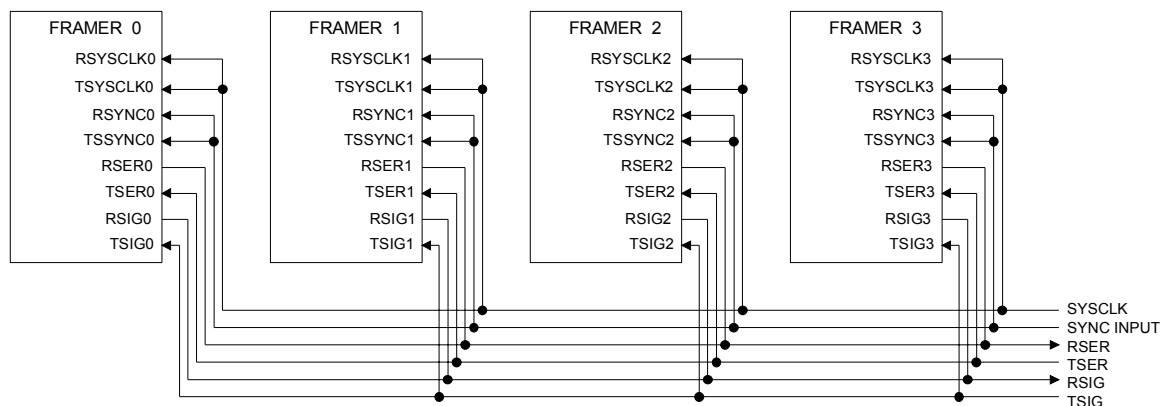 FRAMER 0
RSYSCLK0
TSYSCLK0
RSYNC0
TSSYNC0
RSER0
TSER0
RSIG0
TSIG0
FRAMER 1
RSYSCLK1
TSYSCLK1
RSYNC1
TSSYNC1
RSER1
TSER1
RSIG1
TSIG1
FRAMER 2
RSYSCLK2
TSYSCLK2
RSYNC2
TSSYNC2
RSER2
TSER2
RSIG2
TSIG2
FRAMER 3
RSYSCLK3
TSYSCLK3
RSYNC3
TSSYNC3
RSER3
TSER3
RSIG3
TSIG3
SYSCLK
SYNC INPUT
RSER
TSER
RSIG
TSIG